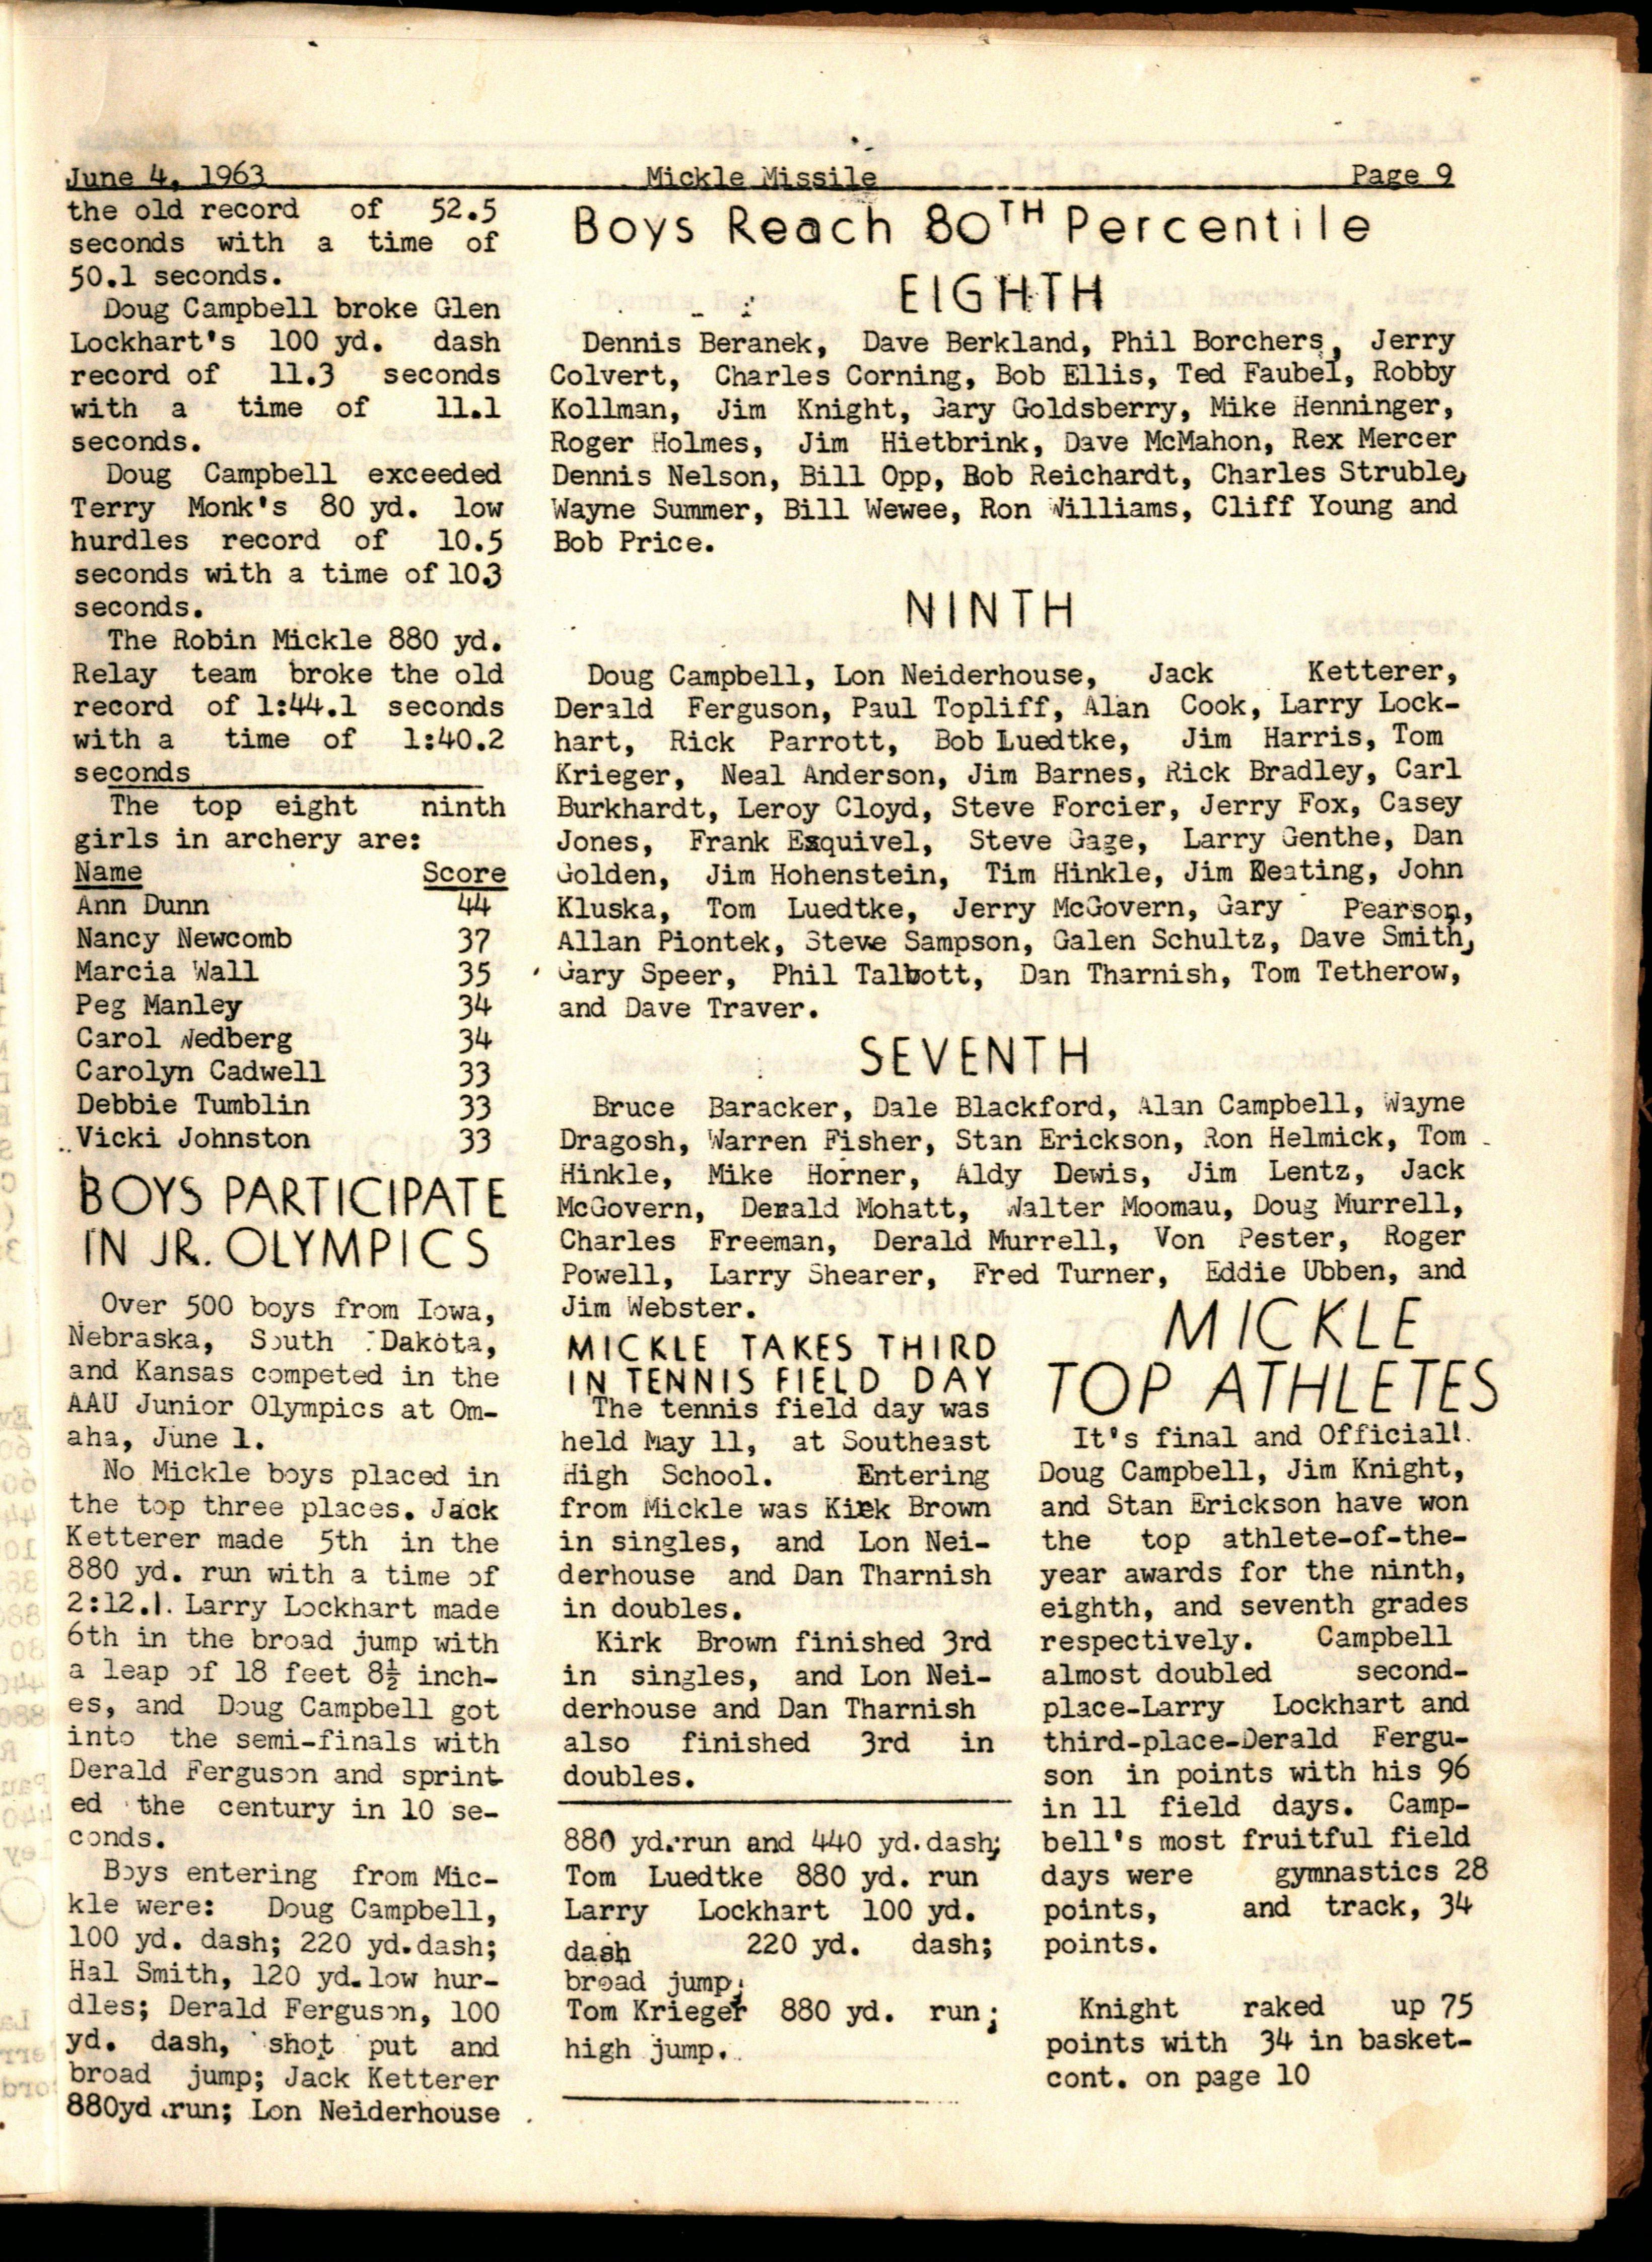 June 4, 1963 Mickle Missile Page 9
the old record of 52.5
seconds with a time of
50.1 seconds.
Doug Campbell broke Glen
Lockhart's 100 yd. dash
record of 11.3 seconds
with a time of 11.1
seconds.
Doug Campbell exceeded
Terry Monk's 80 yd. low
hurdles record of 10.5
seconds with a time of 10.3
seconds.
The Robin Mickle 880 yd.
Relay team broke the old
record of 1:44.1 seconds
with a time of 1:40.2
seconds
The top eight ninth
girls in archery are:
Name Score
Ann Dunn 44
Nancy Newcomb 37
Marcia Wall 35
Peg Manley 34
Carol Wedberg 34
Carolyn Cadwell 33
Debbie Tumblin 33
Vicki Johnston 33
BOYS PARTICIPATE
IN JR. OLYMPICS
Over 500 boys from Iowa,
Nebraska, South Dakota,
and Kansas competed in the
AAU Junior Olympics at Om-
aha, June 1.
No Mickle boys placed in
the top three places. Jack
Ketterer made 5th in the
880 yd. run with a time of
2:12.1. Larry Lockhart made
6th in the broad jump with
a leap of 18 feet 8½ inch-
es, and Doug Campbell got
into the semi-finals with
Derald Ferguson and sprint-
ed the century in 10 se-
conds.
Boys entering from Mic-
kle were: Doug Campbell,
100 yd. dash; 220 yd. dash;
Hal Smith, 120 yd. low hur-
dles; Derald Ferguson, 100
yd. dash, shot put and
broad jump; Jack Ketterer
880yd.run; Lon Neiderhouse
Boys Reach 80TH Percentile
EIGHTH
Dennis Beranek, Dave Berkland, Phil Borchers, Jerry
Colvert, Charles Corning, Bob Ellis, Ted Faubel, Robby
Kollman, Jim Knight, Gary Goldsberry, Mike Henninger,
Roger Holmes, Jim Hietbrink, Dave McMahon, Rex Mercer
Dennis Nelson, Bill Opp, Bob Reichardt, Charles Struble,
Wayne Summer, Bill Wewee, Ron Williams, Cliff Young and
Bob Price.
NINTH
Doug Campbell, Lon Neiderhouse, Jack Ketterer,
Derald Ferguson, Paul Topliff, Alan Cook, Larry Lock-
hart, Rick Parrott, Bob Luedtke, Jim Harris, Tom
Krieger, Neal Anderson, Jim Barnes, Rick Bradley, Carl
Burkhardt, Leroy Cloyd, Steve Forcier, Jerry Fox, Casey
Jones, Frank Esquivel, Steve Gage, Larry Genthe, Dan
Golden, Jim Hohenstein, Tim Hinkle, Jim Keating, John
Kluska, Tom Luedtke, Jerry McGovern, Gary Pearson,
Allan Piontek, Steve Sampson, Galen Schultz, Dave Smith,
Gary Speer, Phil Talbott, Dan Tharnish, Tom Tetherow,
and Dave Traver.
SEVENTH
Bruce Baracker, Dale Blackford, Alan Campbell, Wayne
Dragosh, Warren Fisher, Stan Erickson, Ron Helmick, Tom
Hinkle, Mike Horner, Aldy Dewis, Jim Lentz, Jack
McGovern, Derald Mohatt, Walter Moomau, Doug Murrell,
Charles Freeman, Derald Murrell, Von Pester, Roger
Powell, Larry Shearer, Fred Turner, Eddie Ubben, and
Jim Webster.
MICKLE TAKES THIRD
IN TENNIS FIELD DAY
The tennis field day was
held May 11, at Southeast
High School. Entering
from Mickle was Kirk Brown
in singles, and Lon Nei-
derhouse and Dan Tharnish
in doubles.
Kirk Brown finished 3rd
in singles, and Lon Nei-
derhouse and Dan Tharnish
also finished 3rd in
doubles.
880 yd. run and 440 yd. dash;
Tom Luedtke 880 yd. run
Larry Lockhart 100 yd.
dash 220 yd. dash;
broad jump;
Tom Krieger 880 yd. run;
high jump.
MICKLE
TOP ATHLETES
It's final and Official!
Doug Campbell, Jim Knight,
and Stan Erickson have won
the top athlete-of-the-
year awards for the ninth,
eighth, and seventh grades
respectively. Campbell
almost doubled second-
place-Larry Lockhart and
third-place-Derald Fergu-
son in points with his 96
in 11 field days. Camp-
bell's most fruitful field
days were gymnastics 28
points, and track, 34
points.
Knight raked up 75
points with 34 in basket-
cont. on page 10